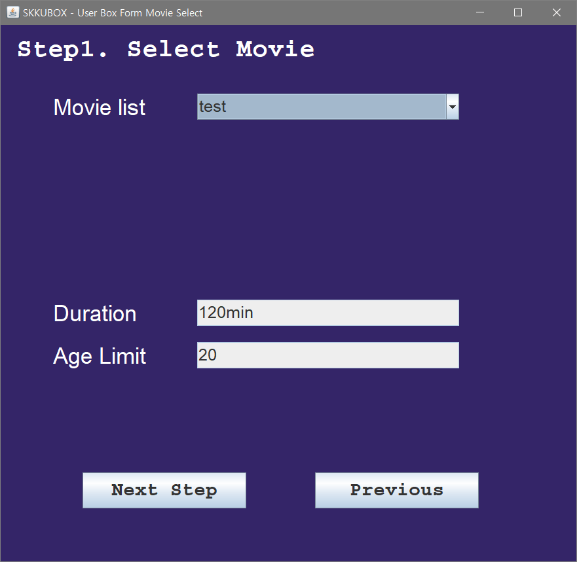 SKKUBOX - User Box Form Movie Select
Step1. Select Movie
Movie list test
Duration 120min
Age Limit 20
Next Step Previous